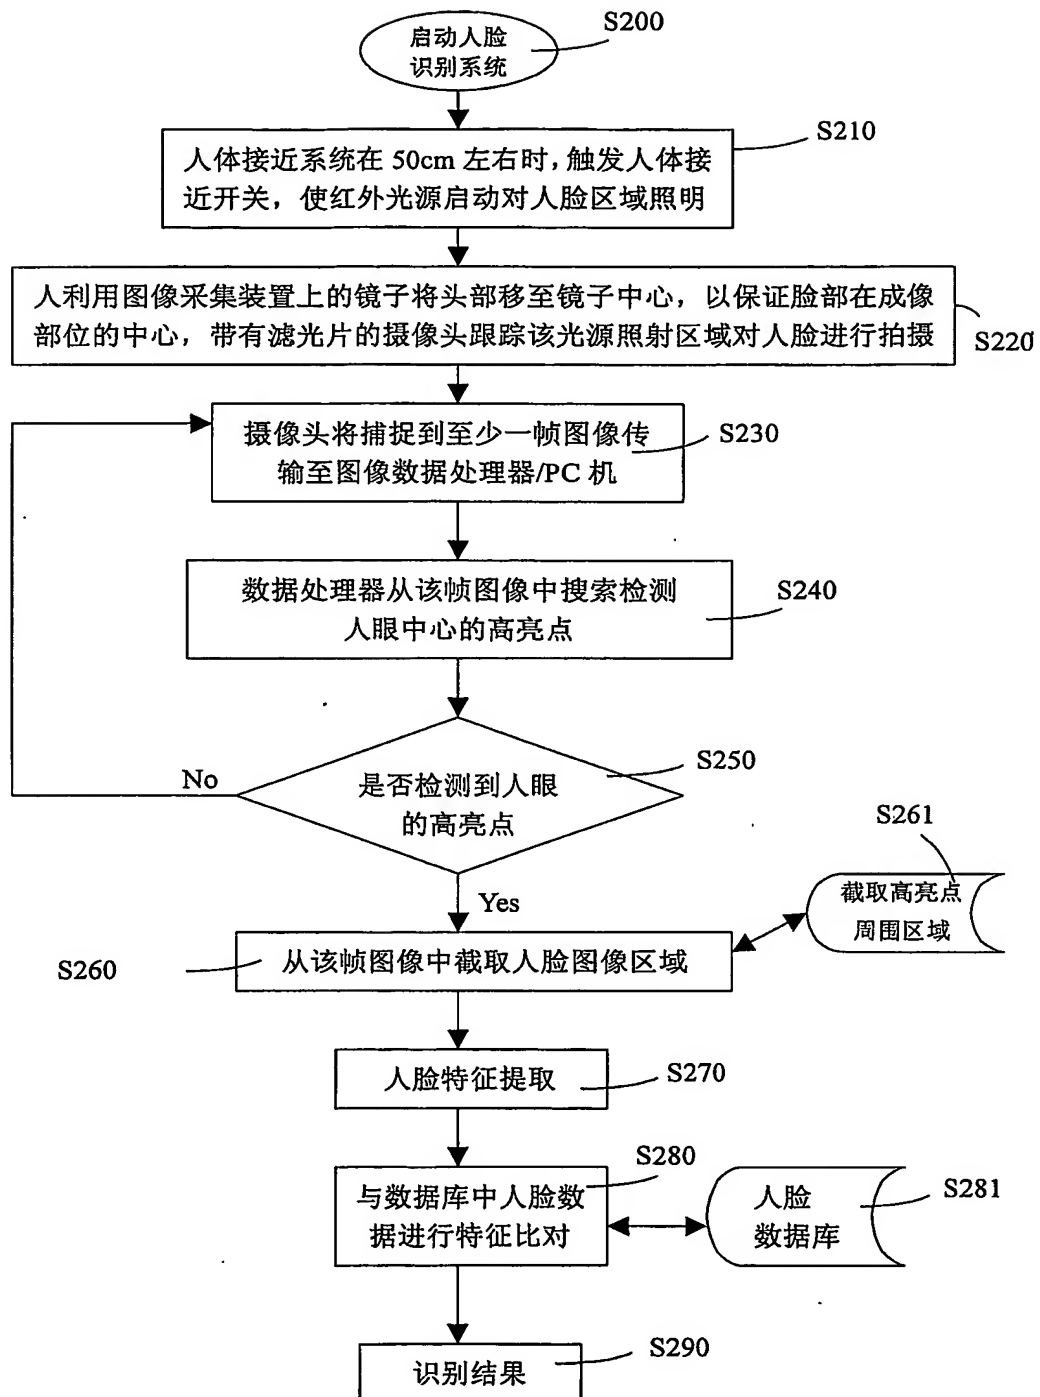 启动人脸
识别系统
S200
人体接近系统在 50cm 左右时，触发人体接
近开关，使红外光源启动对人脸区域照明
S210
人利用图像采集装置上的镜子将头部移至镜子中心，以保证脸部在成像
部位的中心，带有滤光片的摄像头跟踪该光源照射区域对人脸进行拍摄
S220
摄像头将捕捉到至少一帧图像传
输至图像数据处理器/PC 机
S230
数据处理器从该帧图像中搜索检测
人眼中心的高亮点
S240
是否检测到人眼
的高亮点
S250
No
Yes
S261
截取高亮点
周围区域
S260
从该帧图像中截取人脸图像区域
人脸特征提取
S270
与数据库中人脸数
据进行特征比对
S280
人脸
数据库
S281
识别结果
S290